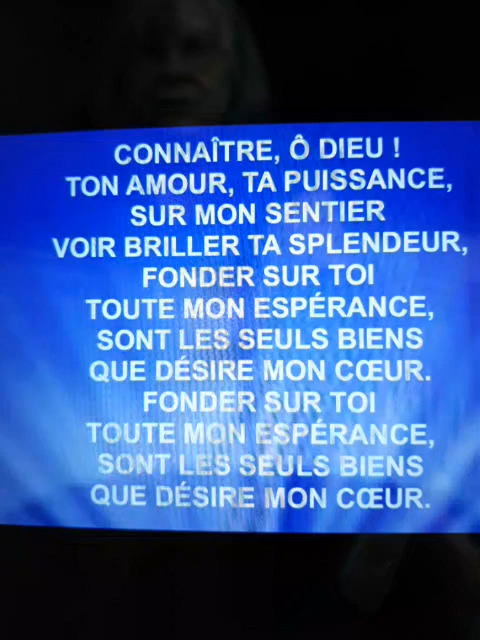 CONNAÎTRE, Ô DIEU !
TON AMOUR, TA PUISSANCE,
SUR MON SENTIER
VOIR BRILLER TA SPLENDEUR,
FONDER SUR TOI
TOUTE MON ESPÉRANCE,
SONT LES SEULS BIENS
QUE DÉSIRE MON CŒUR.
FONDER SUR TOI
TOUTE MON ESPÉRANCE,
SONT LES SEULS BIENS
QUE DÉSIRE MON CŒUR.